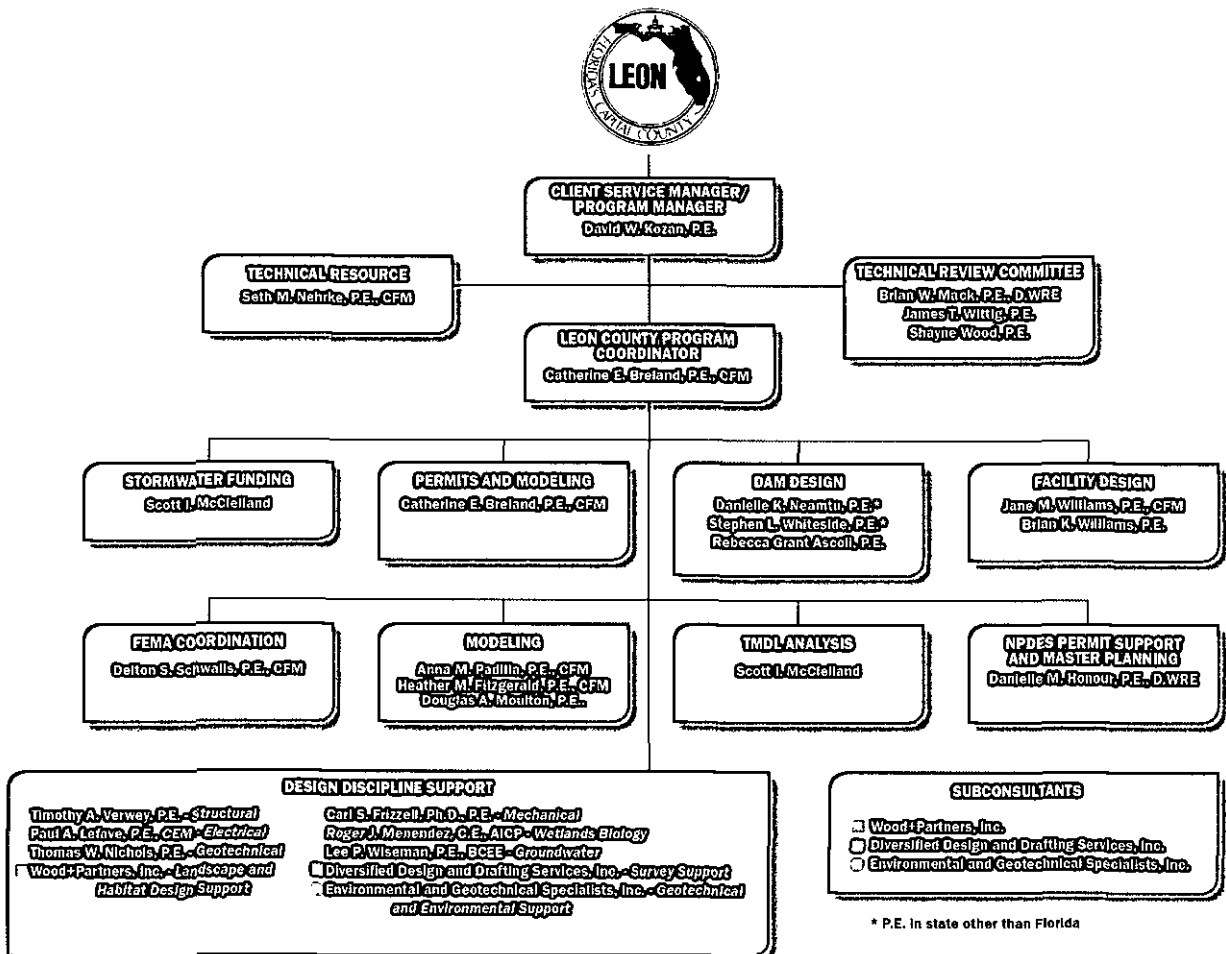 FLORIDA'S CAPITAL COUNTY
LEON
CLIENT SERVICE MANAGER/
PROGRAM MANAGER
David W. Kozan, P.E.
TECHNICAL RESOURCE
Seth M. Nehrke, P.E., CFM
TECHNICAL REVIEW COMMITTEE
Brian W. Mack, P.E., D.WRE
James T. Wittig, P.E.
Shayne Wood, P.E.
LEON COUNTY PROGRAM
COORDINATOR
Catherine E. Breland, P.E., CFM
STORMWATER FUNDING
Scott I. McClelland
PERMITS AND MODELING
Catherine E. Breland, P.E., CFM
DAM DESIGN
Danielle K. Neamtu, P.E.*
Stephen L. Whiteside, P.E.*
Rebecca Grant Ascoli, P.E.
FACILITY DESIGN
Jane M. Williams, P.E., CFM
Brian K. Williams, P.E.
FEMA COORDINATION
Delton S. Schwalls, P.E., CFM
MODELING
Anna M. Padilla, P.E., CFM
Heather M. Fitzgerald, P.E., CFM
Douglas A. Moulton, P.E..
TMDL ANALYSIS
Scott I. McClelland
NPDES PERMIT SUPPORT
AND MASTER PLANNING
Danielle M. Honour, P.E., D.WRE
DESIGN DISCIPLINE SUPPORT
Timothy A. Verwey, P.E. - Structural
Paul A. Lefave, P.E., CEM - Electrical
Thomas W. Nichols, P.E. - Geotechnical
Wood+Partners, Inc. - Landscape and
Habitat Design Support
Carl S. Frizzell, Ph.D., P.E. - Mechanical
Roger J. Menendez, C.E., AICP - Wetlands Biology
Lee P. Wiseman, P.E., BCEE - Groundwater
Diversified Design and Drafting Services, Inc. - Survey Support
Environmental and Geotechnical Specialists, Inc. - Geotechnical
and Environmental Support
SUBCONSULTANTS
Wood+Partners, Inc.
Diversified Design and Drafting Services, Inc.
Environmental and Geotechnical Specialists, Inc.
* P.E. in state other than Florida